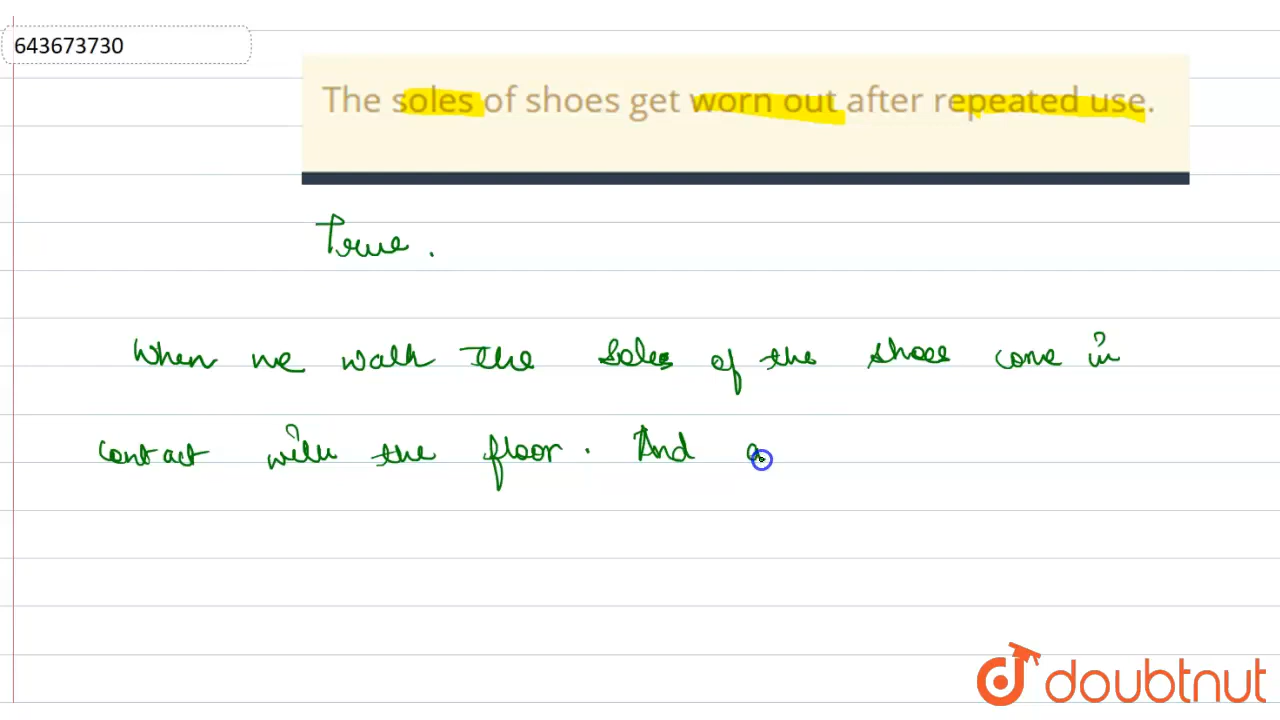 643673730
The soles of shoes get worn out after repeated use.
True.
When we walk the soles of the shoes come in
contact with the floor. And a
doubtnut